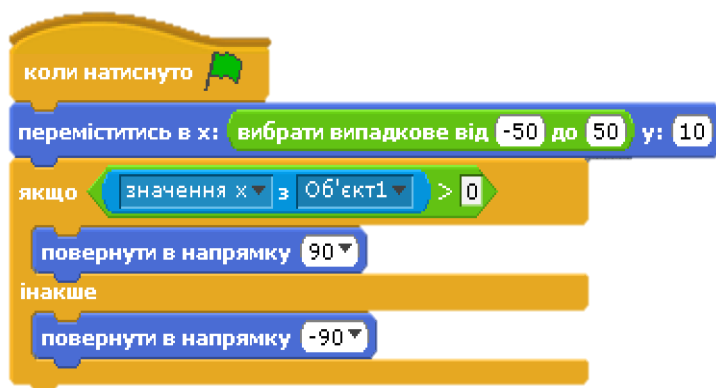 коли натиснуто
переміститись в x: вибрати випадкове від -50 до 50 y: 10
якщо значення x з Об'єкт1 > 0
повернути в напрямку 90
інакше
повернути в напрямку -90